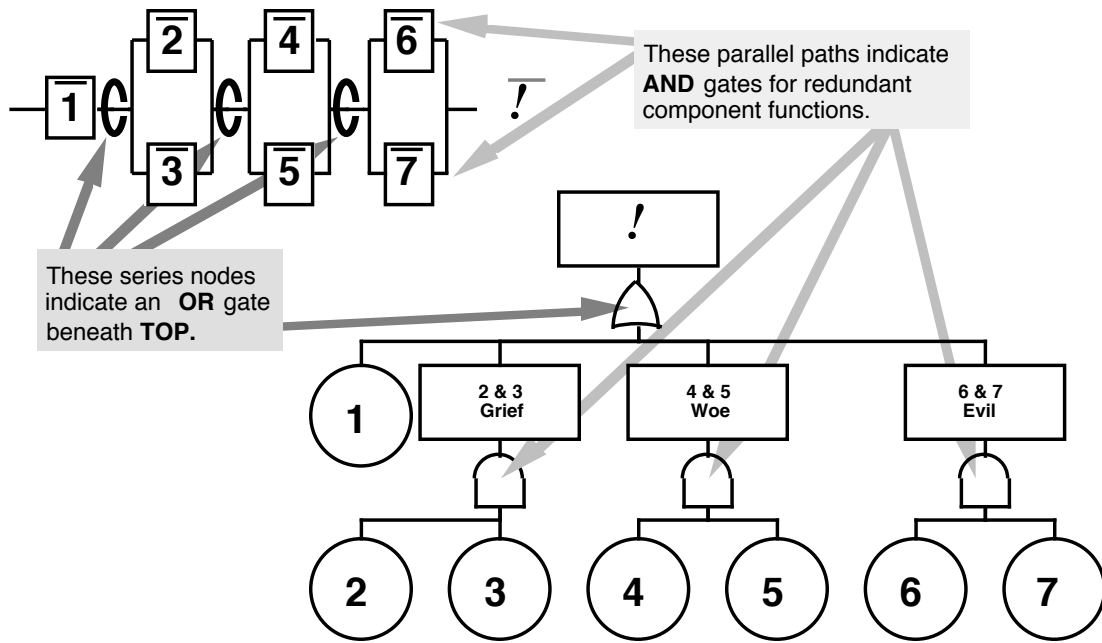 2 4 6
1 !
3 5 7
These parallel paths indicate
AND gates for redundant
component functions.
These series nodes
indicate an OR gate
beneath TOP.
!
1
2 & 3
Grief
4 & 5
Woe
6 & 7
Evil
2 3 4 5 6 7